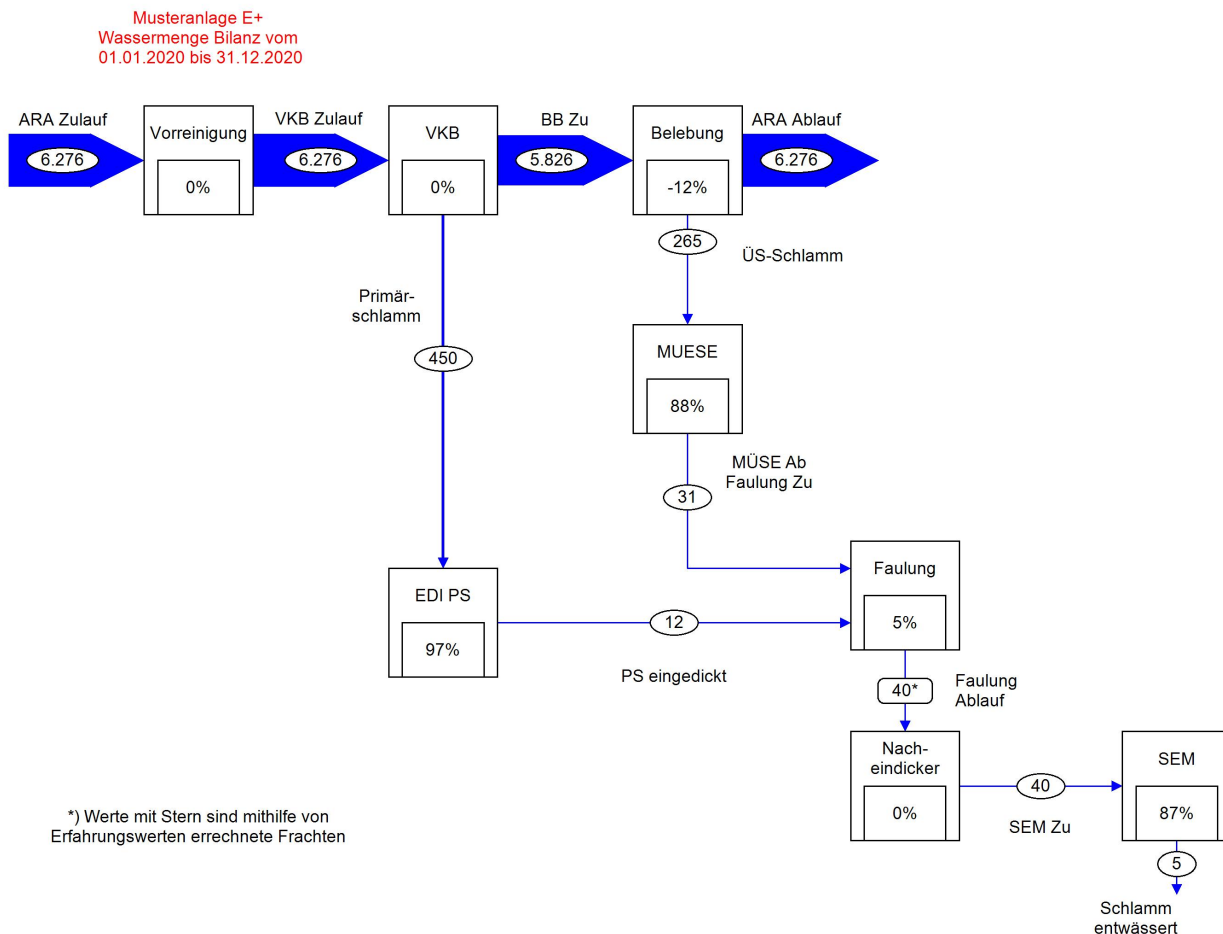 Musteranlage E+
Wassermenge Bilanz vom
01.01.2020 bis 31.12.2020
ARA Zulauf
6.276
Vorreinigung
0%
VKB Zulauf
6.276
VKB
0%
BB Zu
5.826
Belebung
-12%
ARA Ablauf
6.276
265
ÜS-Schlamm
Primär-
schlamm
450
MUESE
88%
MÜSE Ab
Faulung Zu
31
EDI PS
97%
12
PS eingedickt
Faulung
5%
40*
Faulung
Ablauf
Nach-
eindicker
0%
40
SEM Zu
SEM
87%
5
Schlamm
entwässert
*) Werte mit Stern sind mithilfe von
Erfahrungswerten errechnete Frachten